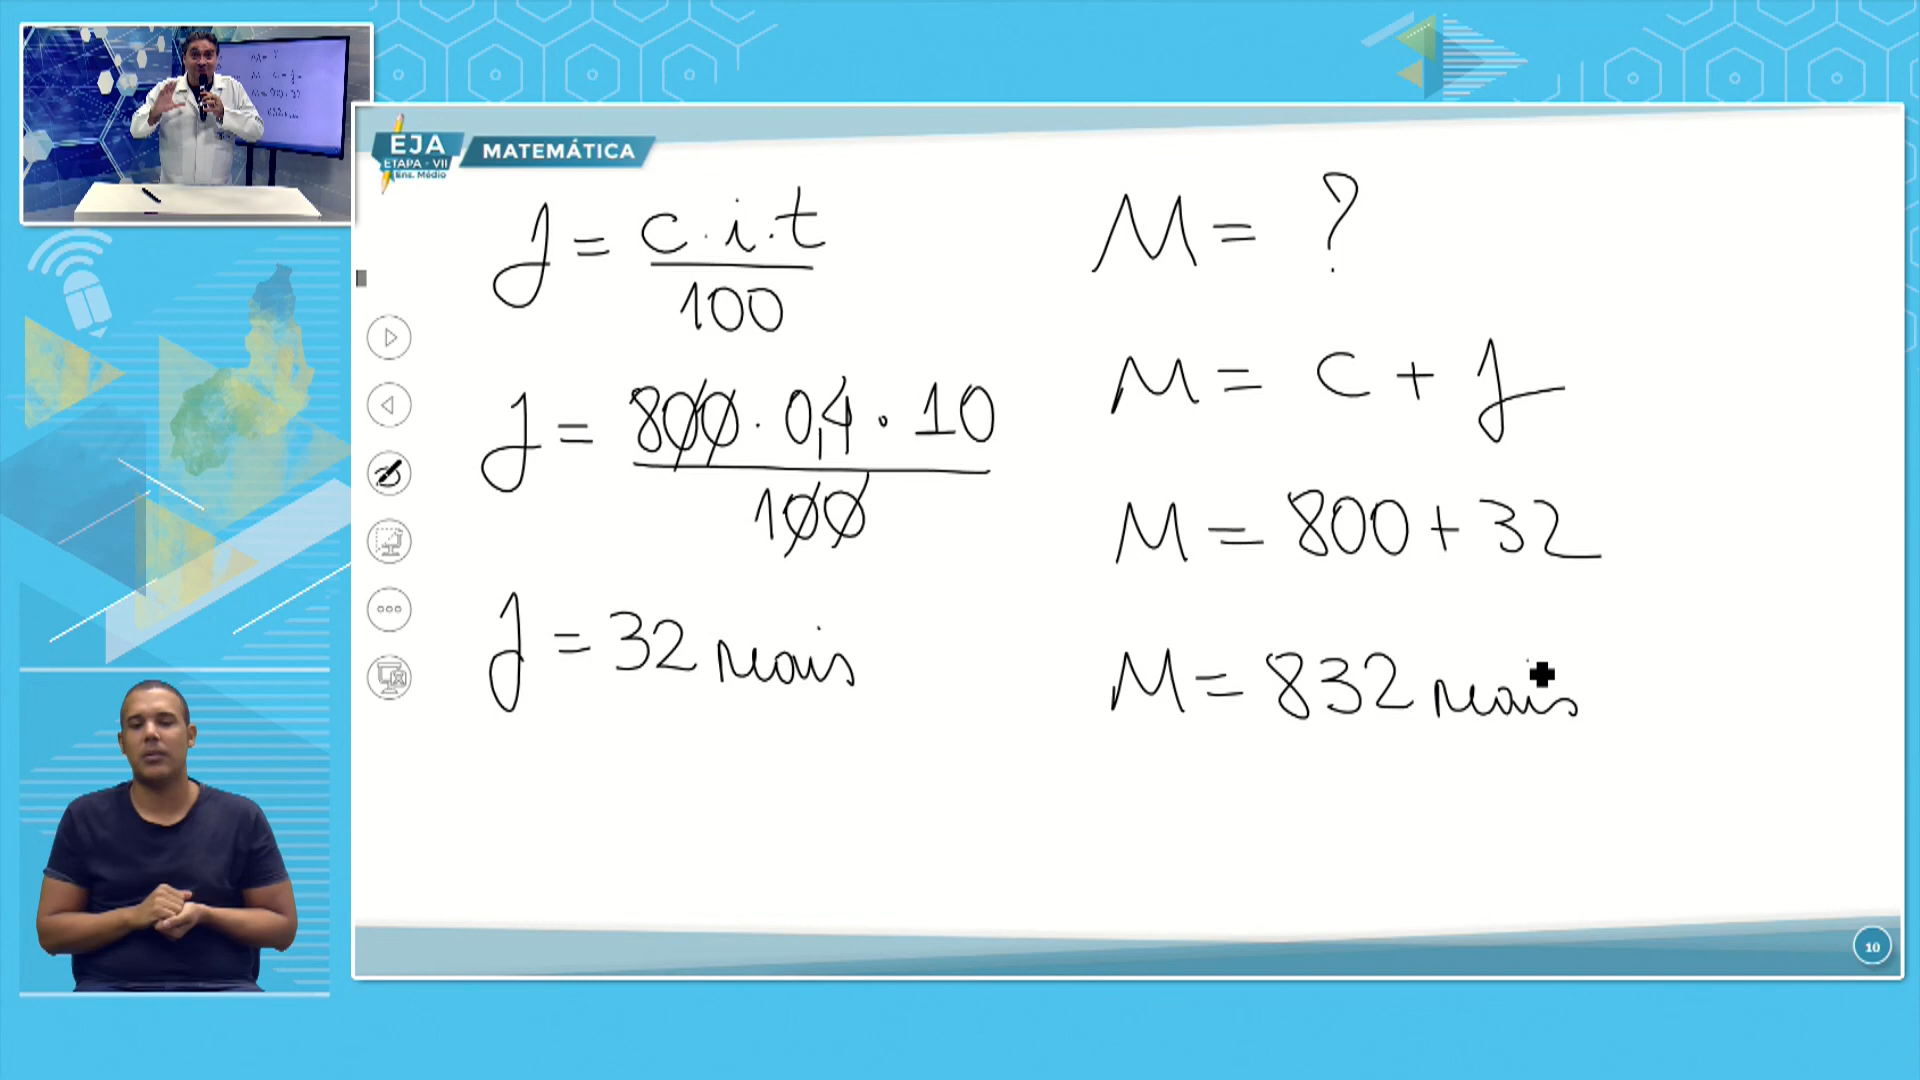 EJA
ETAPA - VII
Ens. Médio
MATEMÁTICA
J = c.i.t
100
J = 800 . 0,4 . 10
100
J = 32 reais
M = ?
M = c + J
M = 800 + 32
M = 832 reais
10